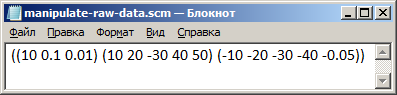 manipulate-raw-data.scm — Блокнот
Файл Правка Формат Вид Справка
((10 0.1 0.01) (10 20 -30 40 50) (-10 -20 -30 -40 -0.05))